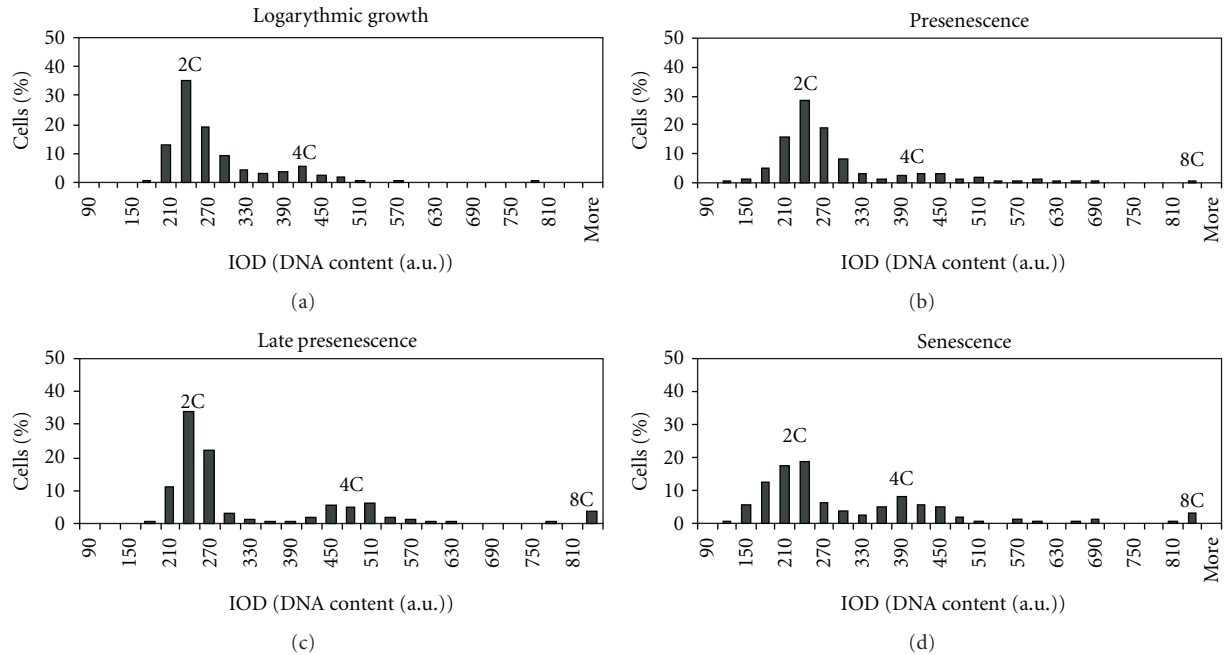 Logarythmic growth
50
40
30
20
10
0
Cells (%)
2C
4C
90 150 210 270 330 390 450 510 570 630 690 750 810 More
IOD (DNA content (a.u.))
(a)
Presenescence
50
40
30
20
10
0
Cells (%)
2C
4C
8C
90 150 210 270 330 390 450 510 570 630 690 750 810 More
IOD (DNA content (a.u.))
(b)
Late presenescence
50
40
30
20
10
0
Cells (%)
2C
4C
8C
90 150 210 270 330 390 450 510 570 630 690 750 810
IOD (DNA content (a.u.))
(c)
Senescence
50
40
30
20
10
0
Cells (%)
2C
4C
8C
90 150 210 270 330 390 450 510 570 630 690 750 810 More
IOD (DNA content (a.u.))
(d)